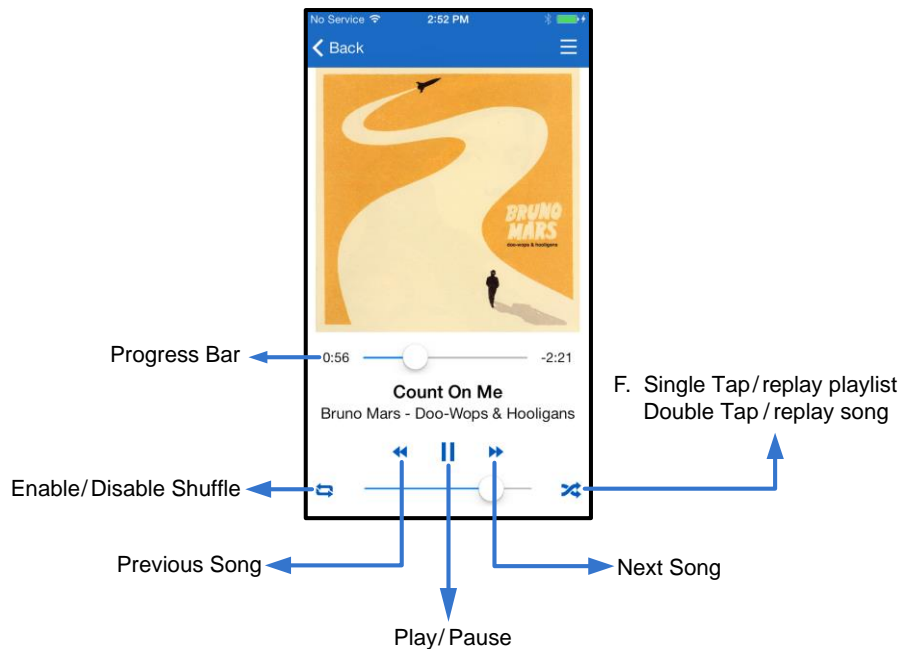 No Service 2:52 PM
Back
BRUNO
MARS
doo-wops & hooligans
Progress Bar
0:56 -2:21
Count On Me
Bruno Mars - Doo-Wops & Hooligans
F. Single Tap/replay playlist
Double Tap/replay song
Enable/Disable Shuffle
Previous Song
Next Song
Play/Pause